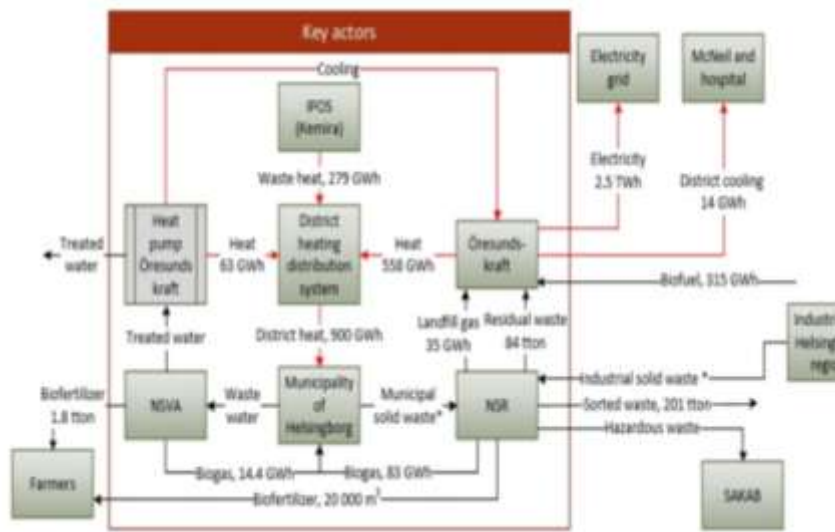 Key actors
Cooling
Electricity
grid
McNeil and
hospital
IPOS
(Kemira)
Waste heat, 279 GWh
Electricity
2.5 TWh
District cooling
14 GWh
Heat
pump
Öresunds
kraft
Treated
water
Heat
63 GWh
District
heating
distribution
system
Heat
558 GWh
Öresunds-
kraft
Biofuel, 315 GWh
Treated water
District heat, 900 GWh
Landfill gas
35 GWh
Residual waste
84 tton
Industri
Helsing
regio
Industrial solid waste *
Biofertilizer
1.8 tton
NSVA
Waste
water
Municipality
of
Helsingborg
Municipal
solid waste*
NSR
Sorted waste, 201 tton
Hazardous waste
Biogas, 14.4 GWh
Biogas, 83 GWh
Farmers
Biofertilizer, 20 000 m³
SAKAB